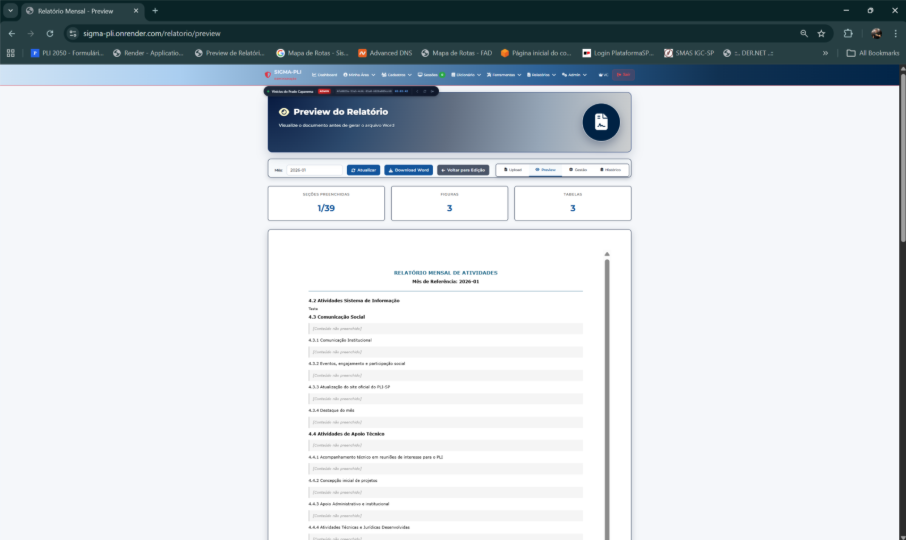 Relatório Mensal - Preview
sigma-pli.onrender.com/relatorio/preview
PLI 2050 - Formulári...
Render - Applicatio...
Preview de Relatóri...
Mapa de Rotas - Sie...
Advanced DNS
Mapa de Rotas - FAD
Página inicial do co...
Login PlataformaSP...
SMAS IGC-SP
::. DER.NET .::
All Bookmarks
SIGMA-PLI
Dashboard
Minha Área
Cadastros
Gestão
Dicionário
Ferramentas
Relatórios
Admin
Preview do Relatório
Visualize o documento antes de gerar o arquivo Word
Mês:
2026-01
Atualizar
Download Word
Voltar para Edição
Upload
Preview
Gestão
Histórico
SEÇÕES PREENCHIDAS
1/39
FIGURAS
3
TABELAS
3
RELATÓRIO MENSAL DE ATIVIDADES
Mês de Referência: 2026-01
4.2 Atividades Sistema de Informação
Teste
4.3 Comunicação Social
[Conteúdo não preenchido]
4.3.1 Comunicação Institucional
[Conteúdo não preenchido]
4.3.2 Eventos, engajamento e participação social
[Conteúdo não preenchido]
4.3.3 Atualização do site oficial do PLI-SP
[Conteúdo não preenchido]
4.3.4 Destaque do mês
[Conteúdo não preenchido]
4.4 Atividades de Apoio Técnico
[Conteúdo não preenchido]
4.4.1 Acompanhamento técnico em reuniões de interesse para o PLI
[Conteúdo não preenchido]
4.4.2 Concepção inicial de projetos
[Conteúdo não preenchido]
4.4.3 Apoio Administrativo e Institucional
[Conteúdo não preenchido]
4.4.4 Atividades Técnicas e Jurídicas Desenvolvidas
[Conteúdo não preenchido]